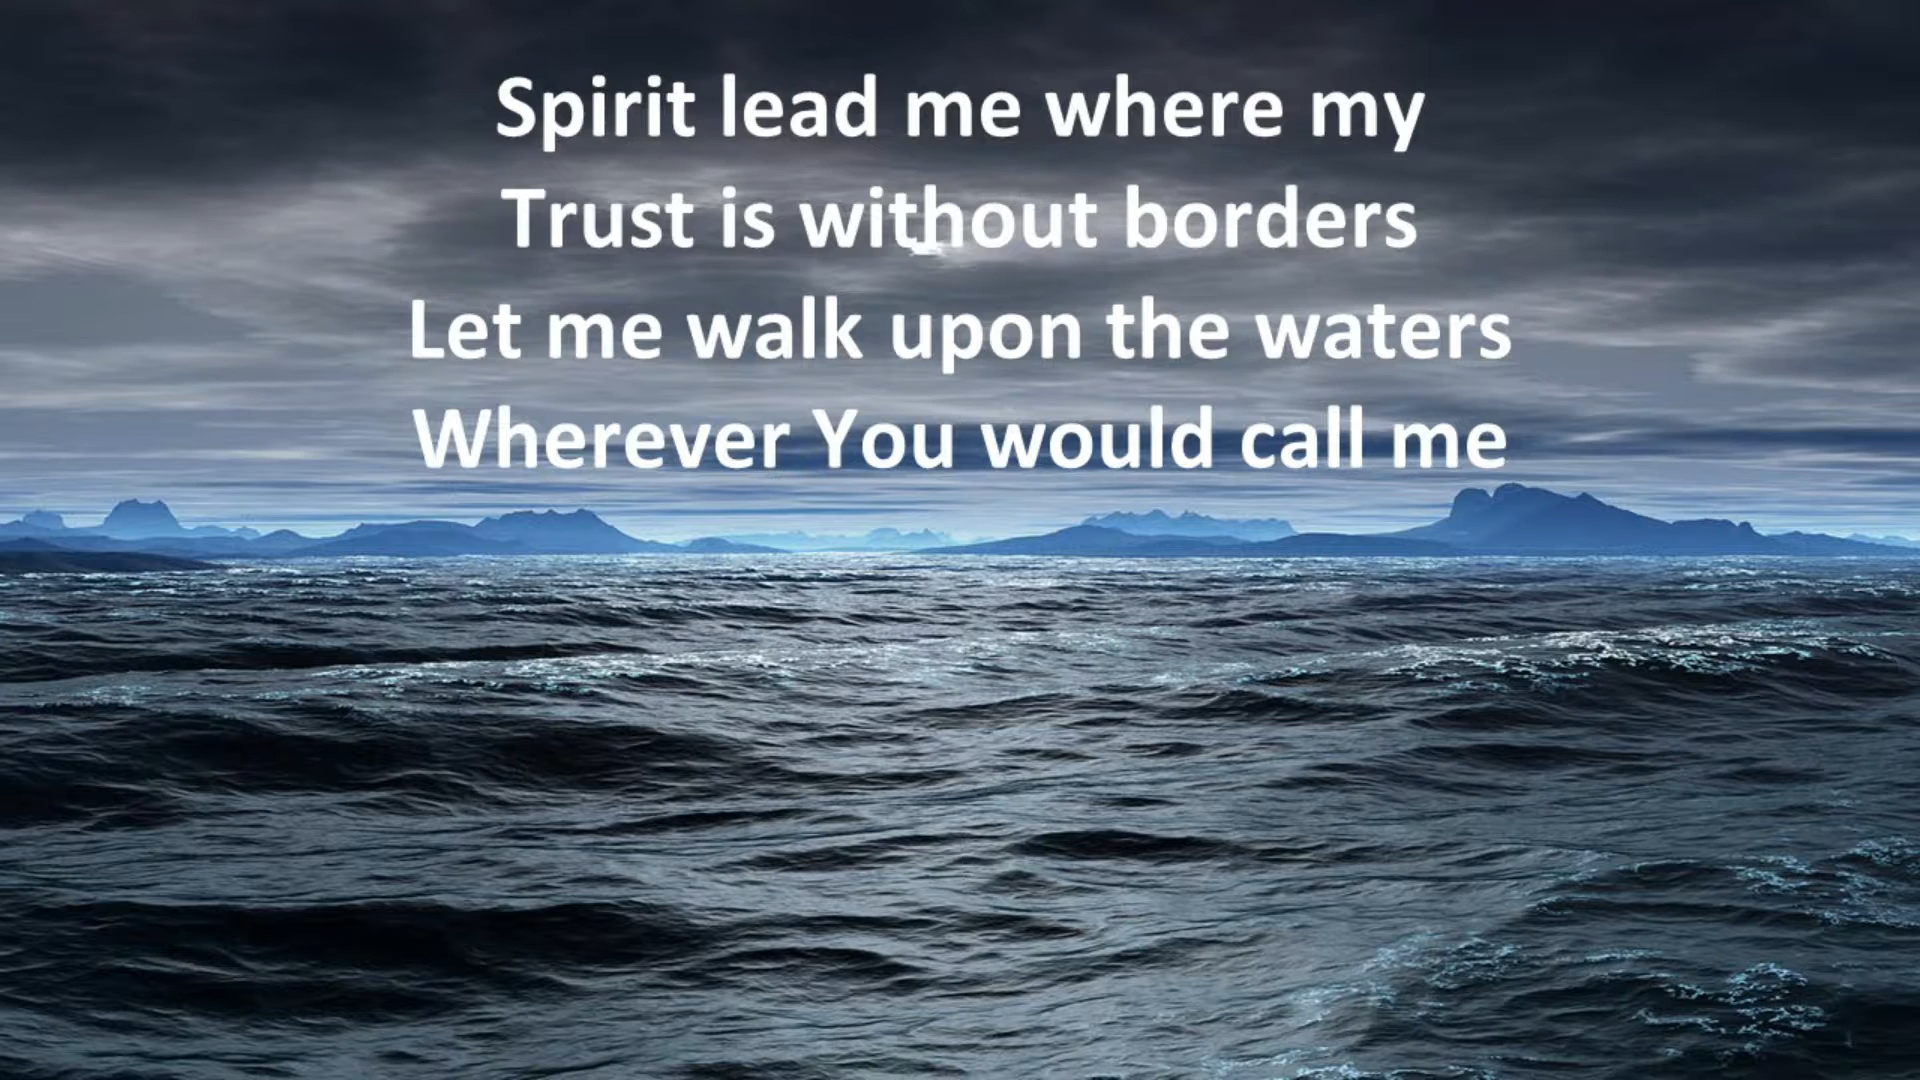 Spirit lead me where my
Trust is without borders
Let me walk upon the waters
Wherever You would call me